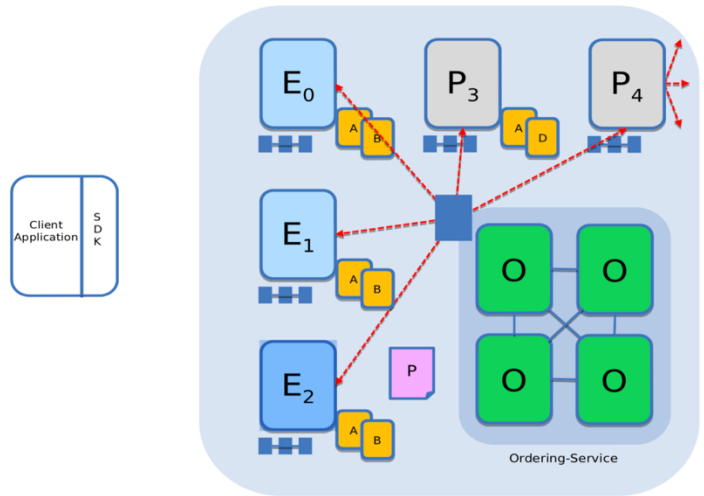 E0
P3
P4
A
B
A
D
Client
Application
S
D
K
E1
A
B
O
O
E2
P
O
O
A
B
Ordering-Service